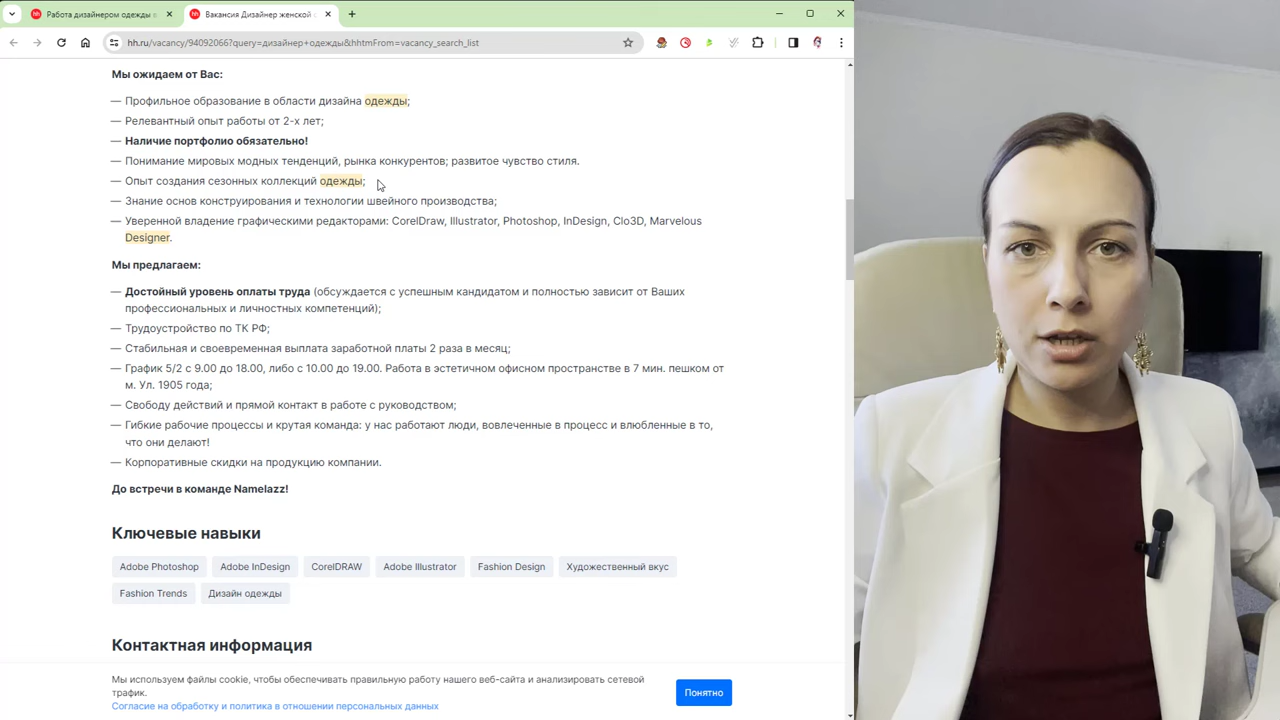 Работа дизайнером одежды в
Вакансия Дизайнер женской о
hh.ru/vacancy/94092066?query=дизайнер+одежды&hhtmFrom=vacancy_search_list
Мы ожидаем от Вас:
— Профильное образование в области дизайна одежды;
— Релевантный опыт работы от 2-х лет;
— Наличие портфолио обязательно!
— Понимание мировых модных тенденций, рынка конкурентов; развитое чувство стиля.
— Опыт создания сезонных коллекций одежды;
— Знание основ конструирования и технологии швейного производства;
— Уверенной владение графическими редакторами: CorelDraw, Illustrator, Photoshop, InDesign, Clo3D, Marvelous
Designer.
Мы предлагаем:
— Достойный уровень оплаты труда (обсуждается с успешным кандидатом и полностью зависит от Ваших
профессиональных и личностных компетенций);
— Трудоустройство по ТК РФ;
— Стабильная и своевременная выплата заработной платы 2 раза в месяц;
— График 5/2 с 9.00 до 18.00, либо с 10.00 до 19.00. Работа в эстетичном офисном пространстве в 7 мин. пешком от
м. Ул. 1905 года;
— Свободу действий и прямой контакт в работе с руководством;
— Гибкие рабочие процессы и крутая команда: у нас работают люди, вовлеченные в процесс и влюбленные в то,
что они делают!
— Корпоративные скидки на продукцию компании.
До встречи в команде Namelazz!
Ключевые навыки
Adobe Photoshop Adobe InDesign CorelDRAW Adobe Illustrator Fashion Design Художественный вкус
Fashion Trends Дизайн одежды
Контактная информация
Мы используем файлы cookie, чтобы обеспечивать правильную работу нашего веб-сайта и анализировать сетевой
трафик.
Согласие на обработку и политика в отношении персональных данных
Понятно